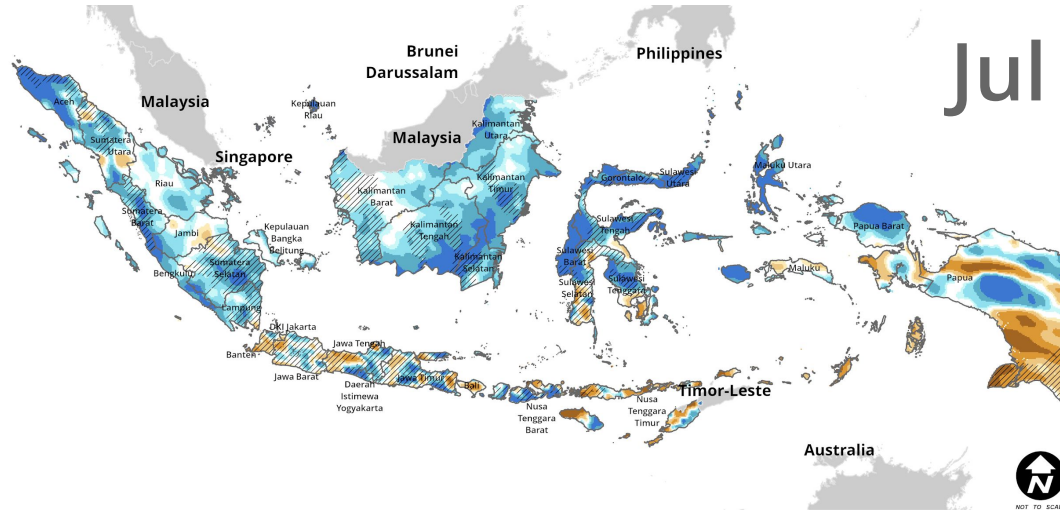 Jul
Brunei
Darussalam
Philippines
Malaysia
Malaysia
Singapore
Timor-Leste
Australia
Aceh
Sumatera
Utara
Riau
Kepulauan
Riau
Sumatera
Barat
Jambi
Kepulauan
Bangka
Belitung
Bengkulu
Sumatera
Selatan
Lampung
Kalimantan
Utara
Kalimantan
Barat
Kalimantan
Timur
Kalimantan
Tengah
Kalimantan
Selatan
Gorontalo
Sulawesi
Utara
Sulawesi
Tengah
Sulawesi
Barat
Sulawesi
Selatan
Sulawesi
Tenggara
Maluku Utara
Maluku
Papua Barat
Papua
DKI Jakarta
Banten
Jawa Barat
Jawa Tengah
Daerah
Istimewa
Yogyakarta
Jawa Timur
Bali
Nusa
Tenggara
Barat
Nusa
Tenggara
Timur
N
NOT TO SCA